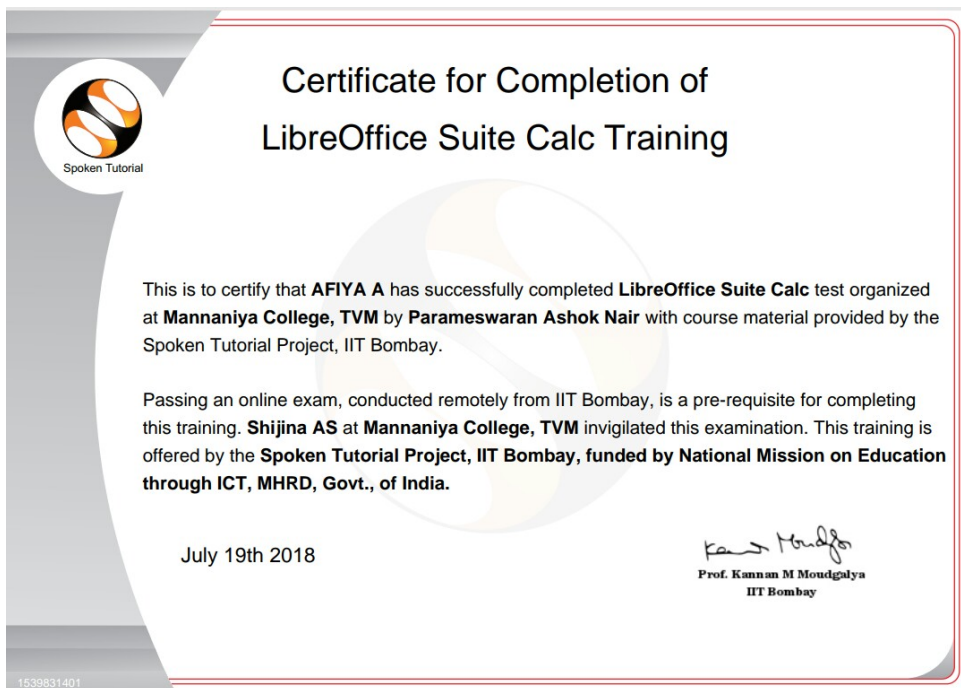 Certificate for Completion of
LibreOffice Suite Calc Training
Spoken Tutorial
This is to certify that AFIYA A has successfully completed LibreOffice Suite Calc test organized
at Mannaniya College, TVM by Parameswaran Ashok Nair with course material provided by the
Spoken Tutorial Project, IIT Bombay.
Passing an online exam, conducted remotely from IIT Bombay, is a pre-requisite for completing
this training. Shijina AS at Mannaniya College, TVM invigilated this examination. This training is
offered by the Spoken Tutorial Project, IIT Bombay, funded by National Mission on Education
through ICT, MHRD, Govt., of India.
July 19th 2018
Prof. Kannan M Moudgalya
IIT Bombay
1539831401